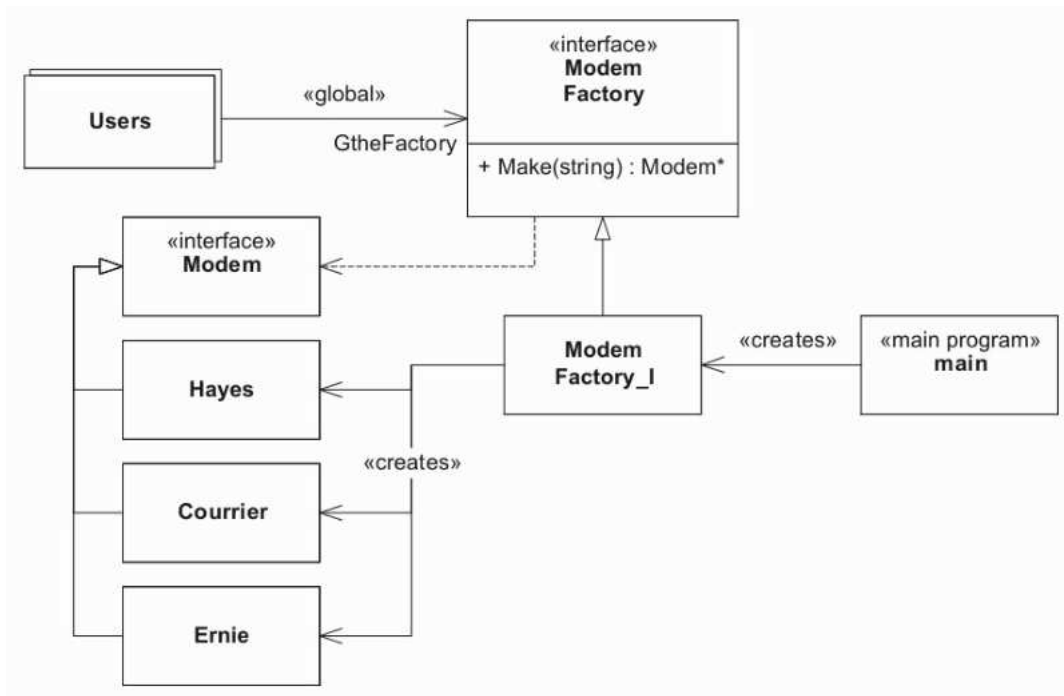 «interface»
Modem
Factory
«global»
Users
GtheFactory
+ Make(string) : Modem*
«interface»
Modem
Modem
Factory_I
«creates»
«main program»
main
Hayes
«creates»
Courrier
Ernie